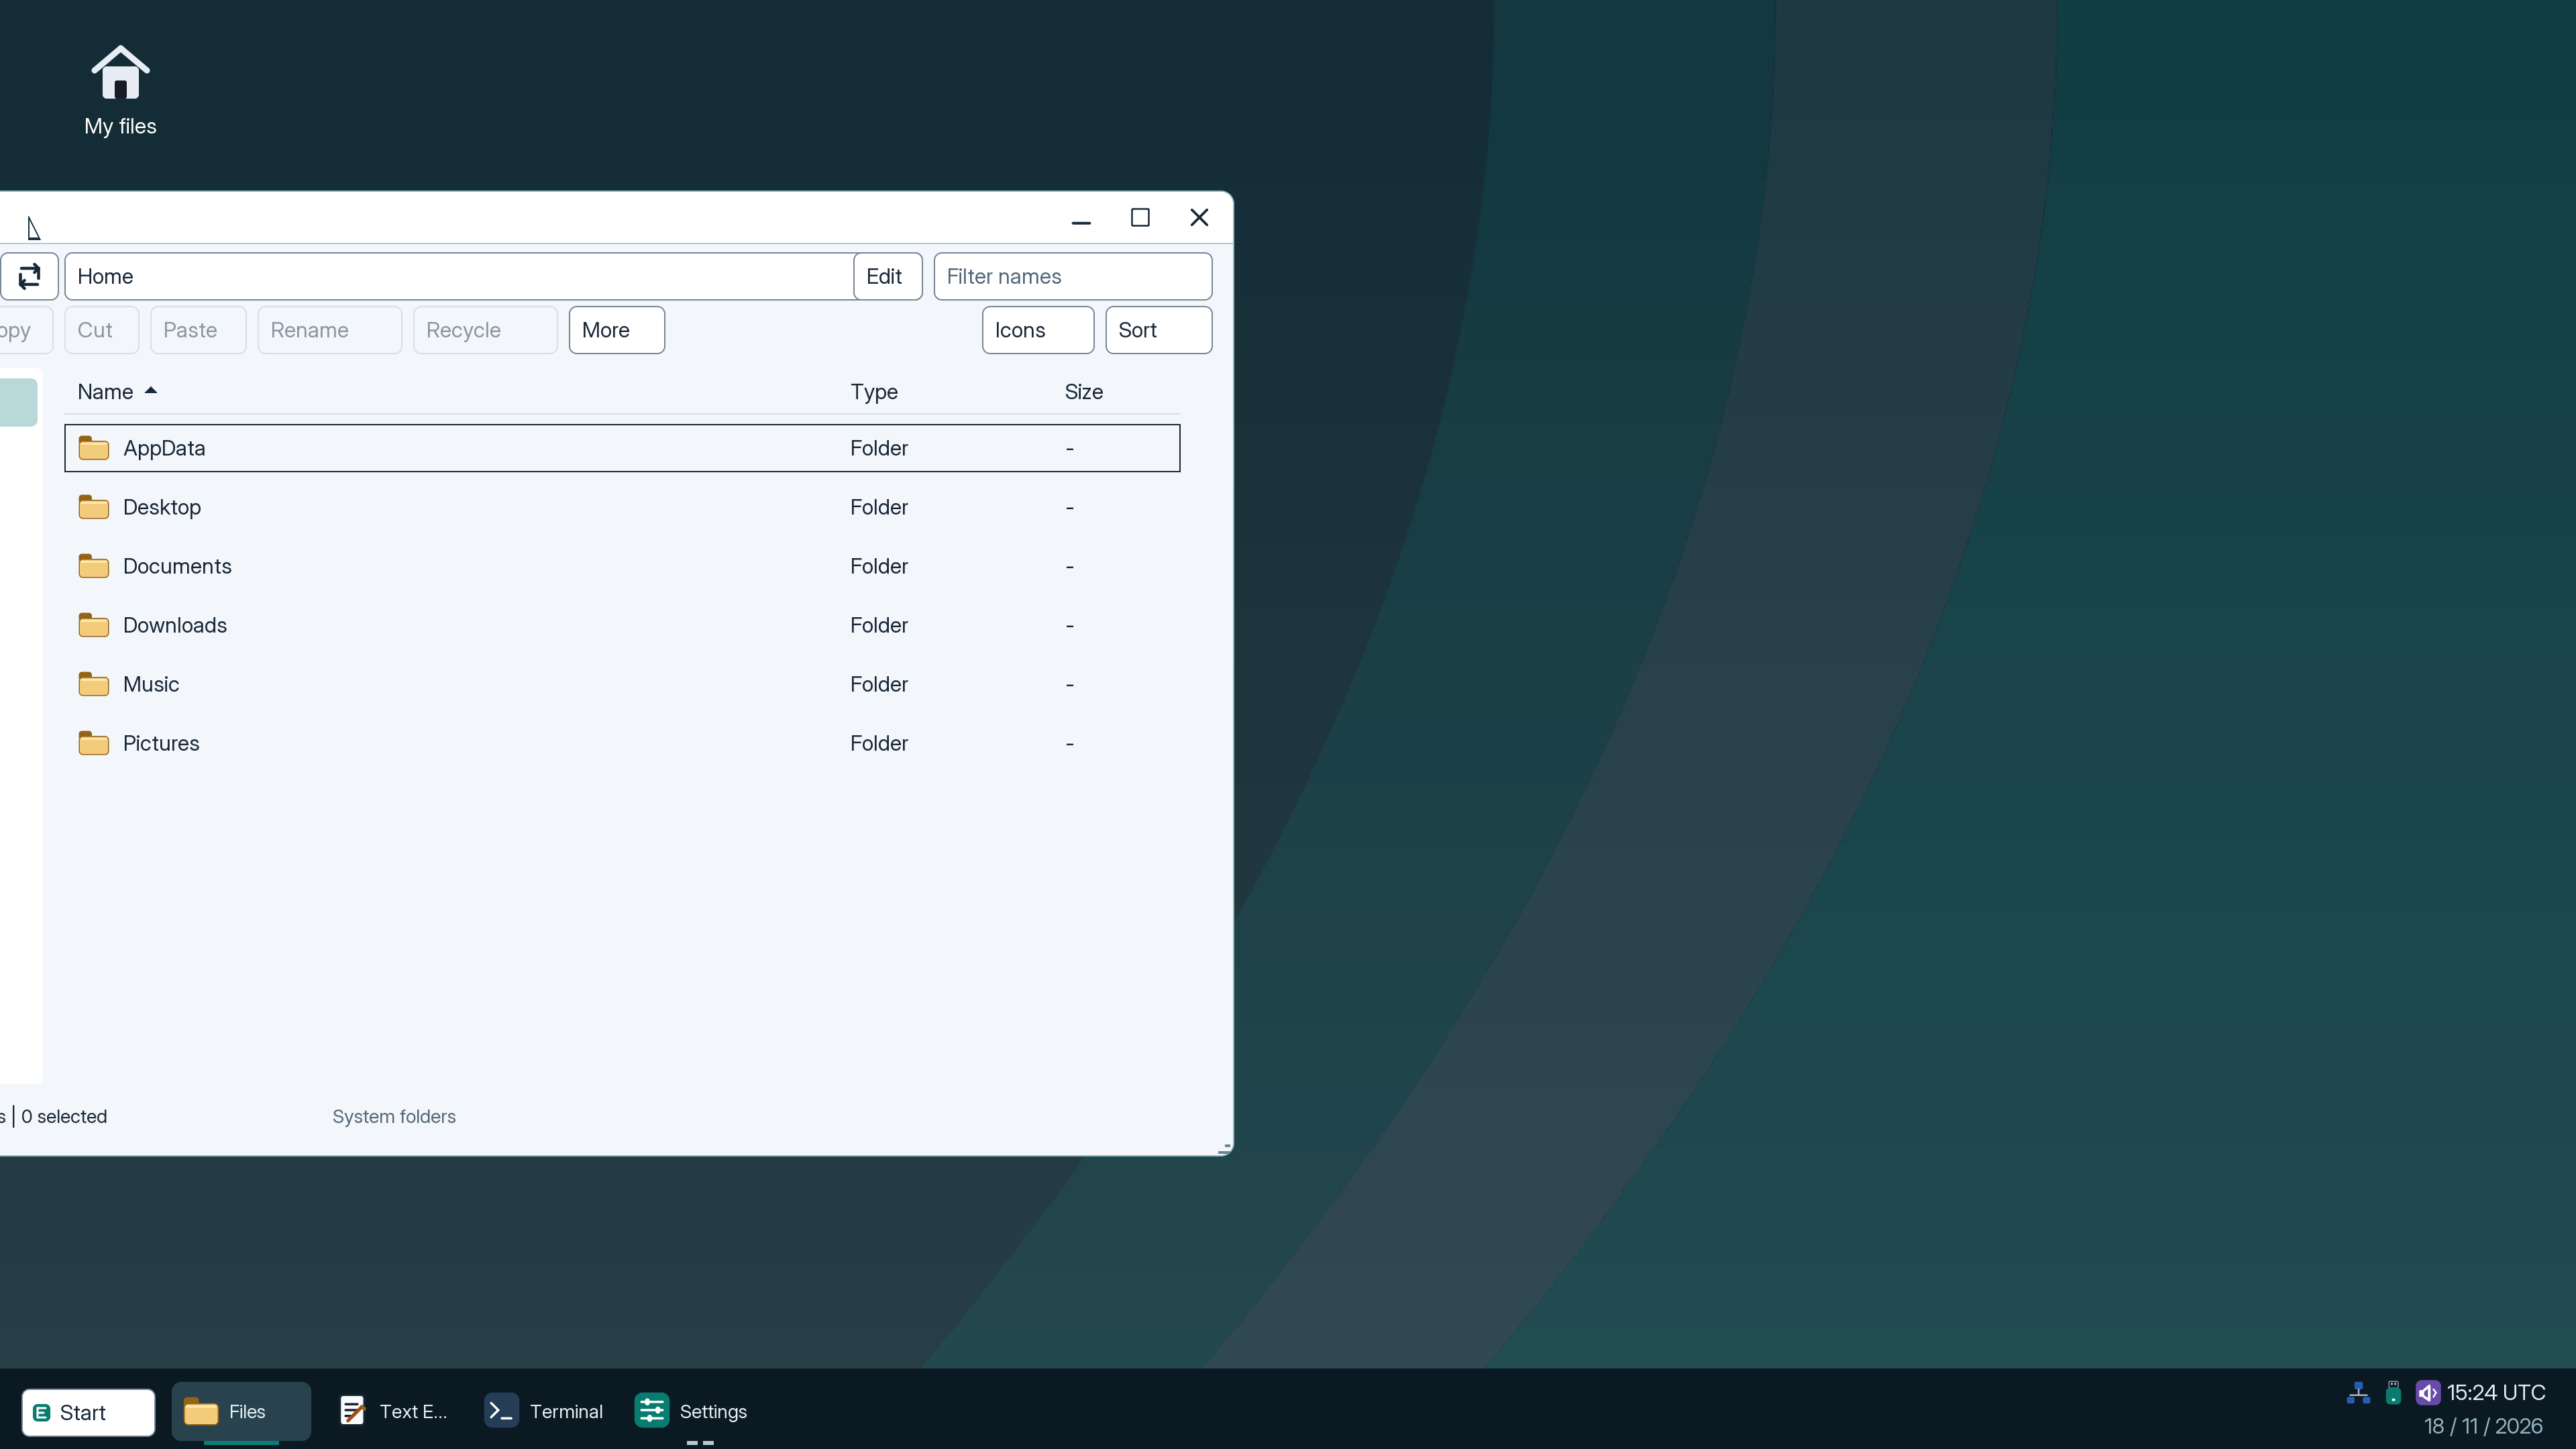 My files
Home Edit Filter names
opy Cut Paste Rename Recycle More Icons Sort
Name Type Size
AppData Folder -
Desktop Folder -
Documents Folder -
Downloads Folder -
Music Folder -
Pictures Folder -
s | 0 selected System folders
Start Files Text E... Terminal Settings 15:24 UTC
18 / 11 / 2026